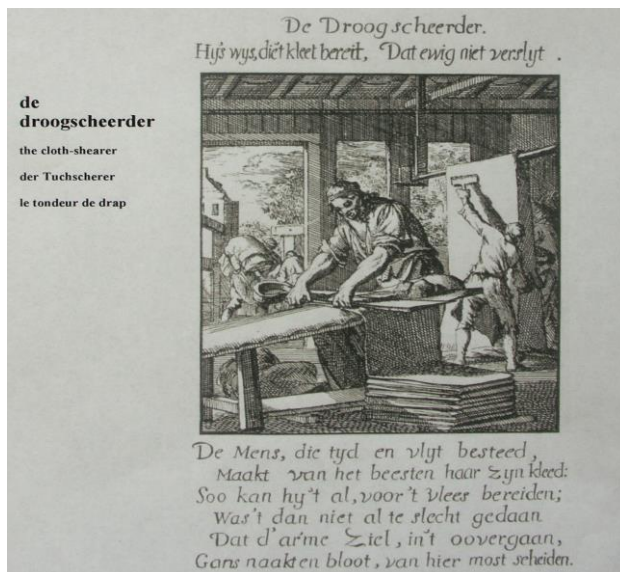 De Droogscheerder.
Hy's wys, die't kleet bereit, Dat ewig niet verslyt.
de
droogscheerder
the cloth-shearer
der Tuchscherer
le tondeur de drap
De Mens, die tyd en vlyt besteed,
Maakt van het beesten haar zyn kleed:
Soo kan hy't al, voor't vlees bereiden;
Was't dan niet al te slecht gedaan
Dat d'arme Ziel, in't oovergaan,
Gans naakt en bloot, van hier most scheiden.